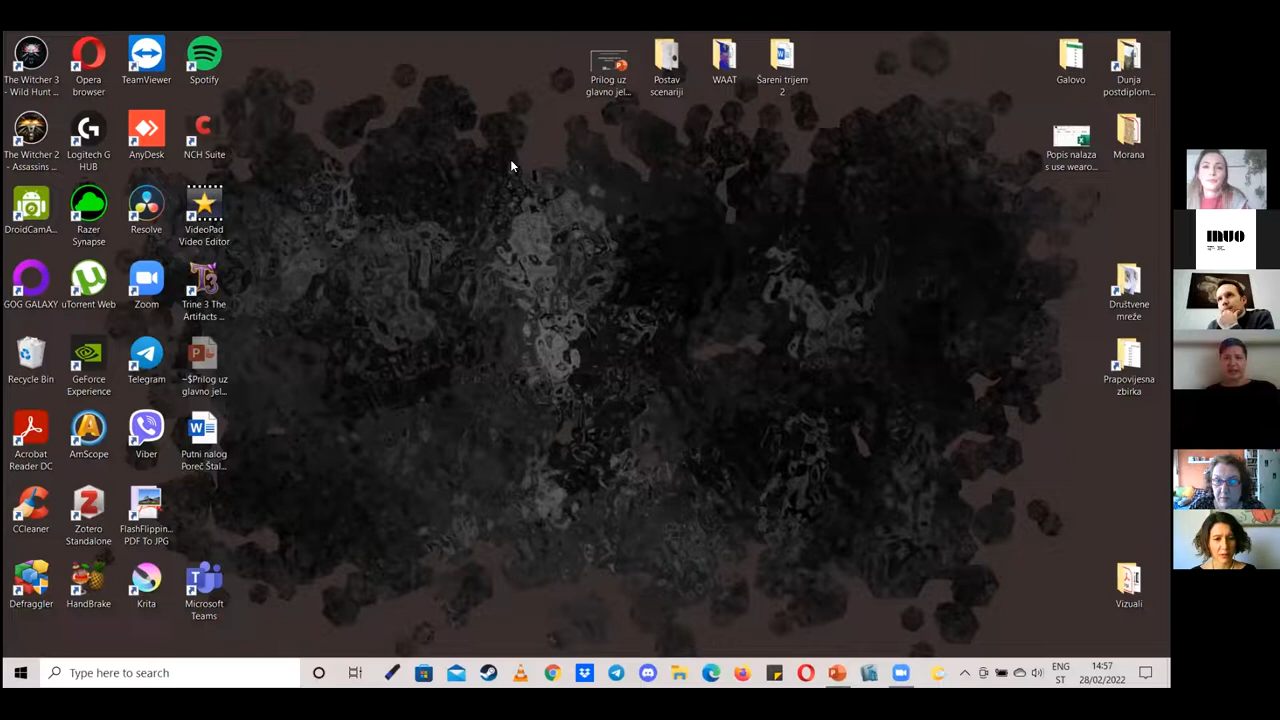 The Witcher 3
- Wild Hunt ...
Opera
browser
TeamViewer
Spotify
Prilog uz
glavno jel...
Postav
scenariji
WAAT
Šareni trijem
2
Galovo
Dunja
postdiplom...
The Witcher 2
- Assassins ...
Logitech G
HUB
AnyDesk
NCH Suite
Popis nalaza
s use wearo...
Morana
DroidCamA...
Razer
Synapse
Resolve
VideoPad
Video Editor
GOG GALAXY
uTorrent Web
Zoom
Trine 3 The
Artifacts ...
Društvene
mreže
Recycle Bin
GeForce
Experience
Telegram
~$Prilog uz
glavno jel...
Prapovijesna
zbirka
Acrobat
Reader DC
AmScope
Viber
Putni nalog
Poreč Štal...
CCleaner
Zotero
Standalone
FlashFlippin...
PDF To JPG
Defraggler
HandBrake
Krita
Microsoft
Teams
Vizuali
Type here to search
ENG
ST
14:57
28/02/2022
muo